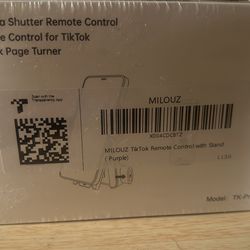 a Shutter Remote Control
e Control for TikTok
k Page Turner
Scan with the
Transparency App
MILOUZ
MILOUZ TikTok Remote Control with Stand
(Purple)
Model: TK-P